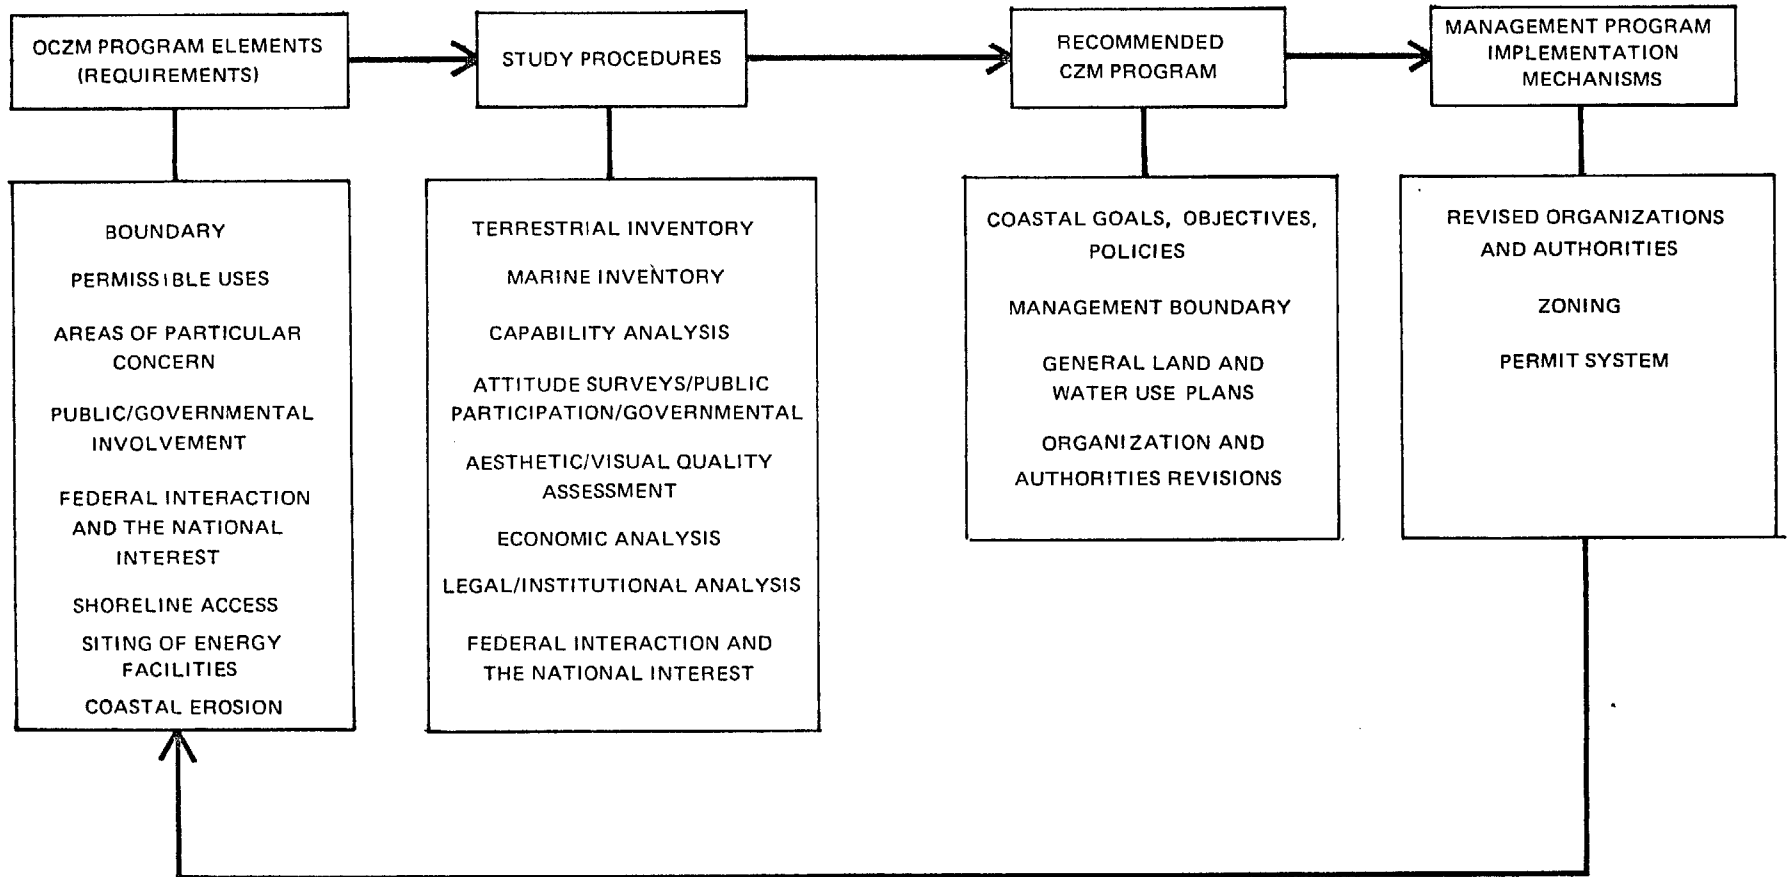 OCZM PROGRAM ELEMENTS
(REQUIREMENTS)
STUDY PROCEDURES
RECOMMENDED
CZM PROGRAM
MANAGEMENT PROGRAM
IMPLEMENTATION
MECHANISMS
BOUNDARY
PERMISSIBLE USES
AREAS OF PARTICULAR
CONCERN
PUBLIC/GOVERNMENTAL
INVOLVEMENT
FEDERAL INTERACTION
AND THE NATIONAL
INTEREST
SHORELINE ACCESS
SITING OF ENERGY
FACILITIES
COASTAL EROSION
TERRESTRIAL INVENTORY
MARINE INVENTORY
CAPABILITY ANALYSIS
ATTITUDE SURVEYS/PUBLIC
PARTICIPATION/GOVERNMENTAL
AESTHETIC/VISUAL QUALITY
ASSESSMENT
ECONOMIC ANALYSIS
LEGAL/INSTITUTIONAL ANALYSIS
FEDERAL INTERACTION AND
THE NATIONAL INTEREST
COASTAL GOALS, OBJECTIVES,
POLICIES
MANAGEMENT BOUNDARY
GENERAL LAND AND
WATER USE PLANS
ORGANIZATION AND
AUTHORITIES REVISIONS
REVISED ORGANIZATIONS
AND AUTHORITIES
ZONING
PERMIT SYSTEM